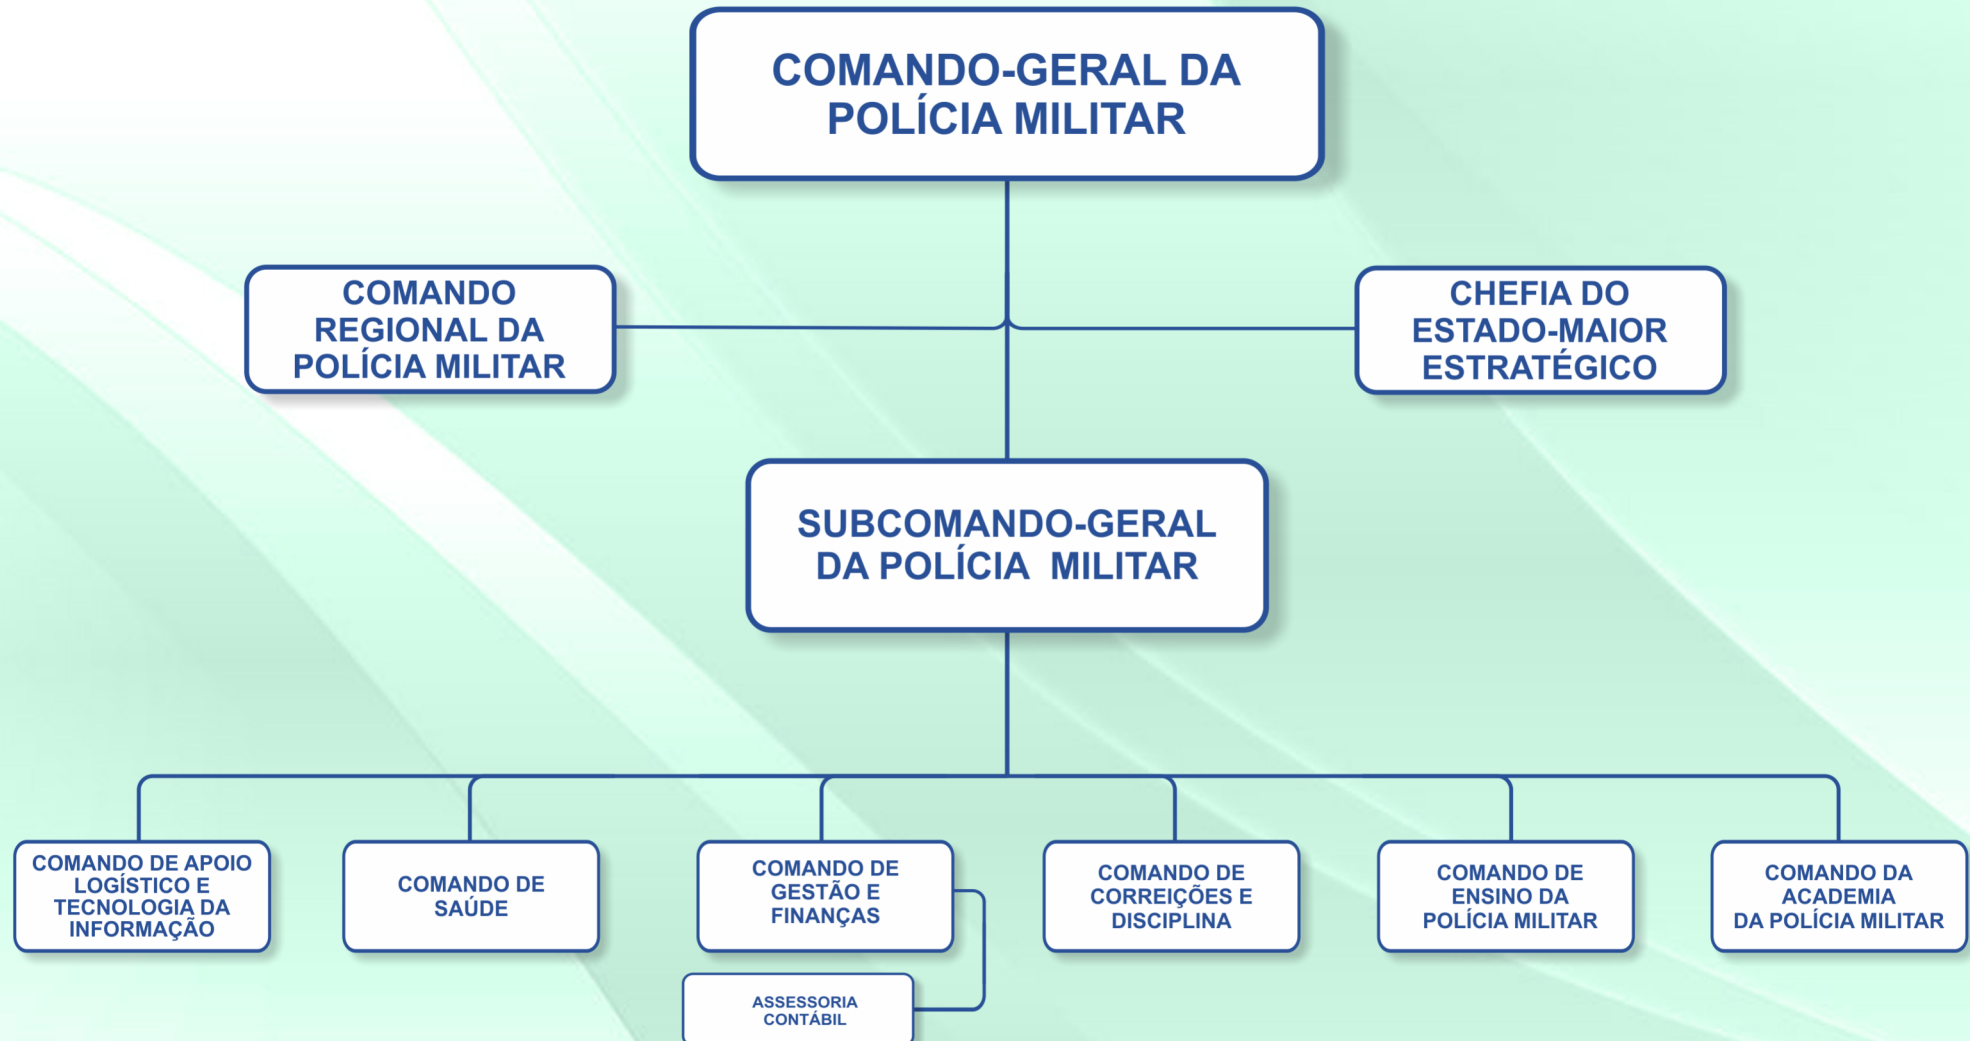 COMANDO-GERAL DA
POLÍCIA MILITAR
COMANDO
REGIONAL DA
POLÍCIA MILITAR
CHEFIA DO
ESTADO-MAIOR
ESTRATÉGICO
SUBCOMANDO-GERAL
DA POLÍCIA MILITAR
COMANDO DE APOIO
LOGÍSTICO E
TECNOLOGIA DA
INFORMAÇÃO
COMANDO DE
SAÚDE
COMANDO DE
GESTÃO E
FINANÇAS
COMANDO DE
CORREIÇÕES E
DISCIPLINA
COMANDO DE
ENSINO DA
POLÍCIA MILITAR
COMANDO DA
ACADEMIA
DA POLÍCIA MILITAR
ASSESSORIA
CONTÁBIL